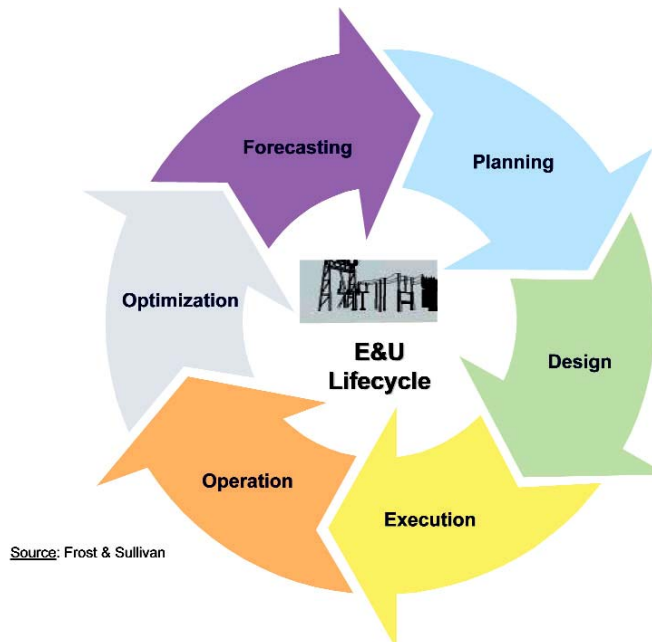 Forecasting
Planning
Optimization
E&U
Lifecycle
Design
Operation
Execution
Source: Frost & Sullivan